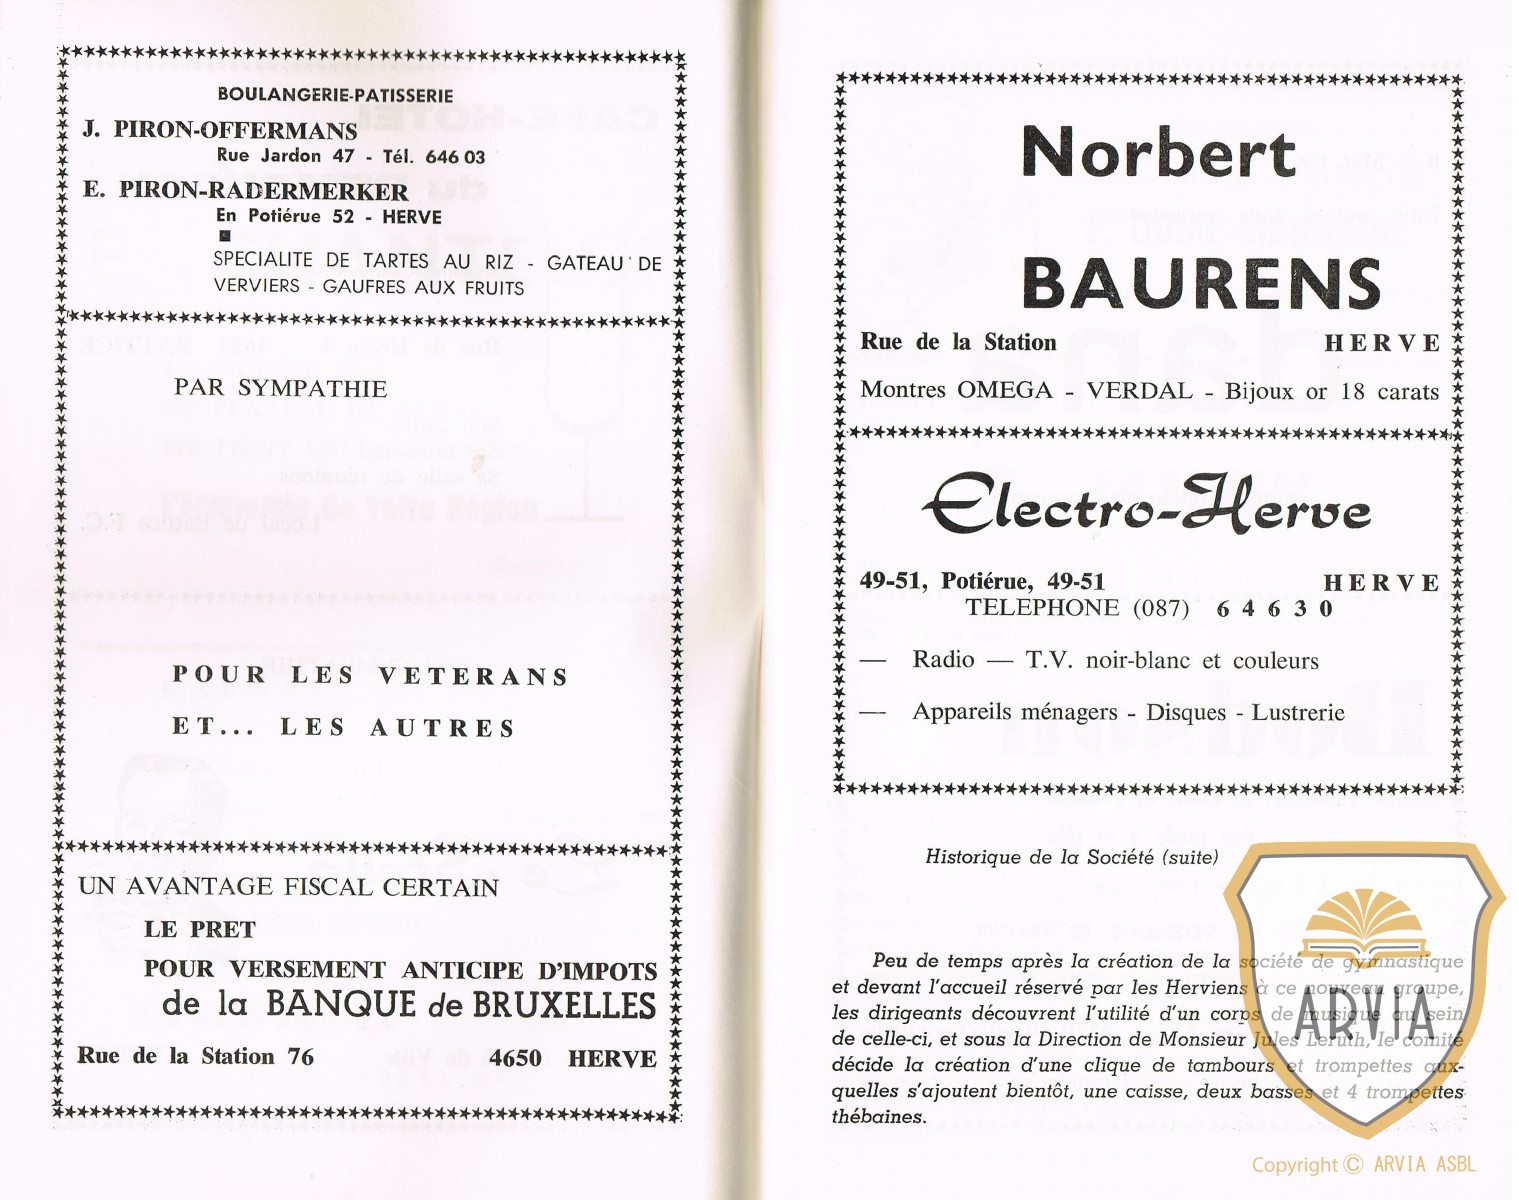 BOULANGERIE-PATISSERIE
J. PIRON-OFFERMANS
Rue Jardon 47 - Tél. 646 03
E. PIRON-RADERMERKER
En Potiérue 52 - HERVE
SPECIALITE DE TARTES AU RIZ - GATEAU DE
VERVIERS - GAUFRES AUX FRUITS
PAR SYMPATHIE
POUR LES VETERANS
ET... LES AUTRES
UN AVANTAGE FISCAL CERTAIN
LE PRET
POUR VERSEMENT ANTICIPE D'IMPOTS
de la BANQUE de BRUXELLES
Rue de la Station 76 4650 HERVE
Norbert
BAURENS
Rue de la Station HERVE
Montres OMEGA - VERDAL - Bijoux or 18 carats
Electro-Herve
49-51, Potiérue, 49-51 HERVE
TELEPHONE (087) 64630
— Radio — T.V. noir-blanc et couleurs
— Appareils ménagers - Disques - Lustrerie
Historique de la Société (suite)
Peu de temps après la création de la société de gymnastique
et devant l'accueil réservé par les Herviens à ce nouveau groupe,
les dirigeants découvrent l'utilité d'un corps de musique au sein
de celle-ci, et sous la Direction de Monsieur Jules Leruth, le comité
décide la création d'une clique de tambours et trompettes aux-
quelles s'ajoutent bientôt, une caisse, deux basses et 4 trompettes
thébaines.
ARVIA
Copyright © ARVIA ASBL